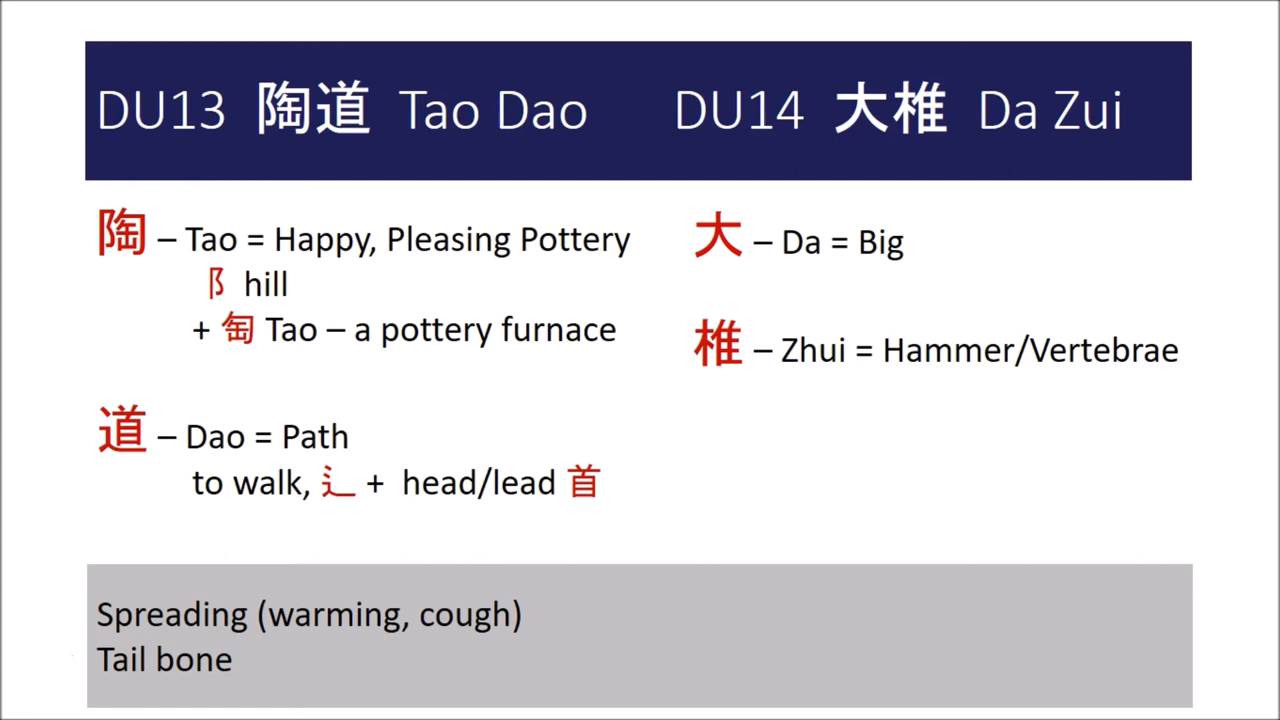 DU13 陶道 Tao Dao DU14 大椎 Da Zui
陶 – Tao = Happy, Pleasing Pottery
阝 hill
+ 匋 Tao – a pottery furnace
道 – Dao = Path
to walk, 辶 + head/lead 首
大 – Da = Big
椎 – Zhui = Hammer/Vertebrae
Spreading (warming, cough)
Tail bone